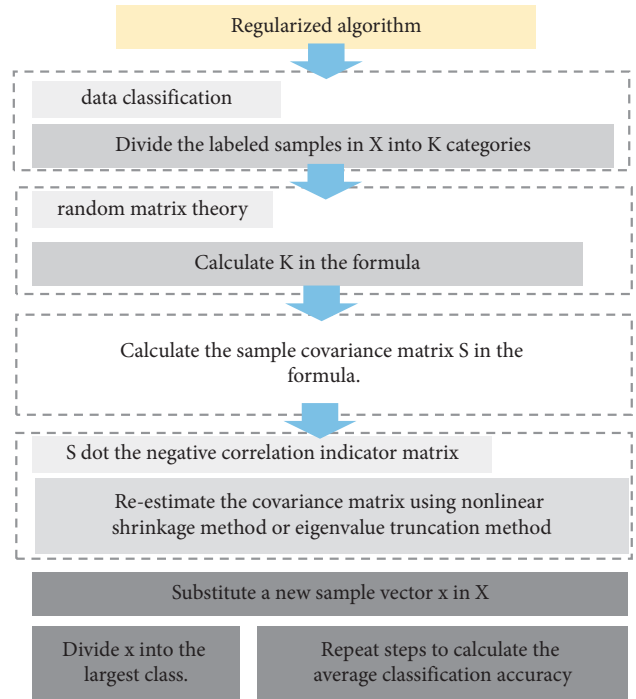 Regularized algorithm
data classification
Divide the labeled samples in X into K categories
random matrix theory
Calculate K in the formula
Calculate the sample covariance matrix S in the
formula.
S dot the negative correlation indicator matrix
Re-estimate the covariance matrix using nonlinear
shrinkage method or eigenvalue truncation method
Substitute a new sample vector x in X
Divide x into the
largest class.
Repeat steps to calculate the
average classification accuracy